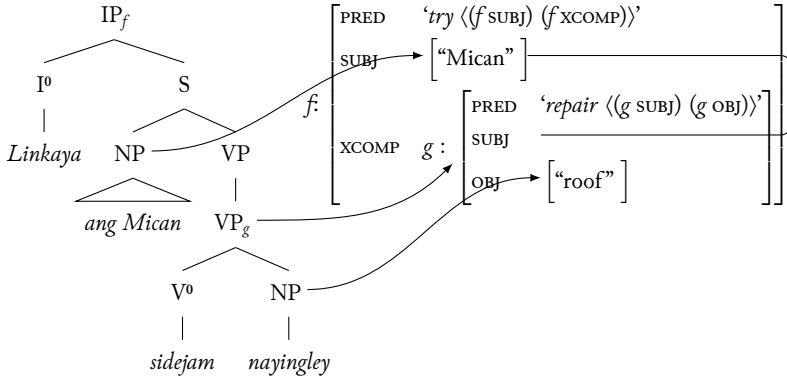 IP_f
I⁰ S
Linkaya NP VP
ang Mican VP_g
V⁰ NP
sidejam nayingley
f:
PRED ‘try ⟨(f SUBJ) (f XCOMP)⟩’
SUBJ [“Mican”]
XCOMP g :
PRED ‘repair ⟨(g SUBJ) (g OBJ)⟩’
SUBJ
OBJ [“roof”]